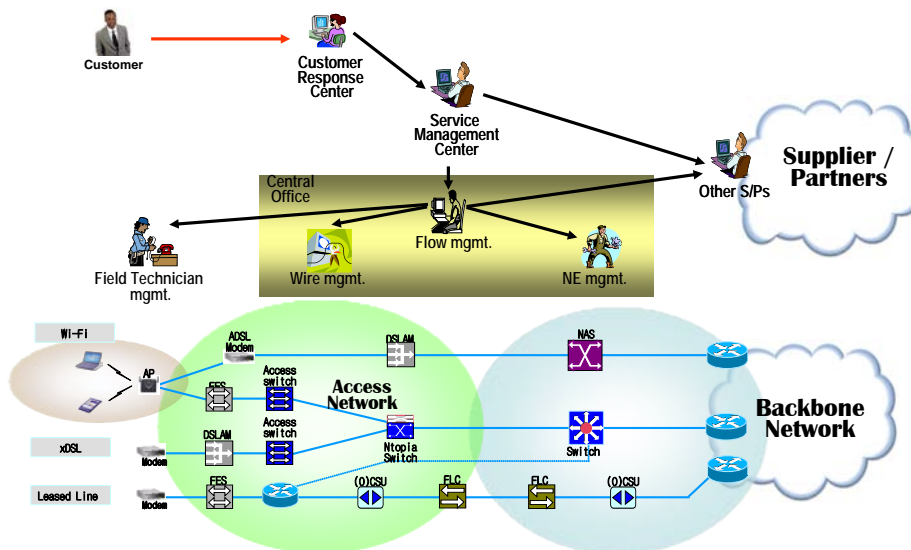 Customer
Customer
Response
Center
Service
Management
Center
Supplier /
Partners
Other S/Ps
Central
Office
Flow mgmt.
Field Technician
mgmt.
Wire mgmt.
NE mgmt.
Wi-Fi
ADSL
Modem
DSLAM
NAS
AP
FES
Access
switch
Access
Network
Backbone
Network
xDSL
Modem
DSLAM
Access
switch
Ntopia
Switch
Switch
Leased Line
Modem
FES
(O)CSU
FLC
FLC
(O)CSU